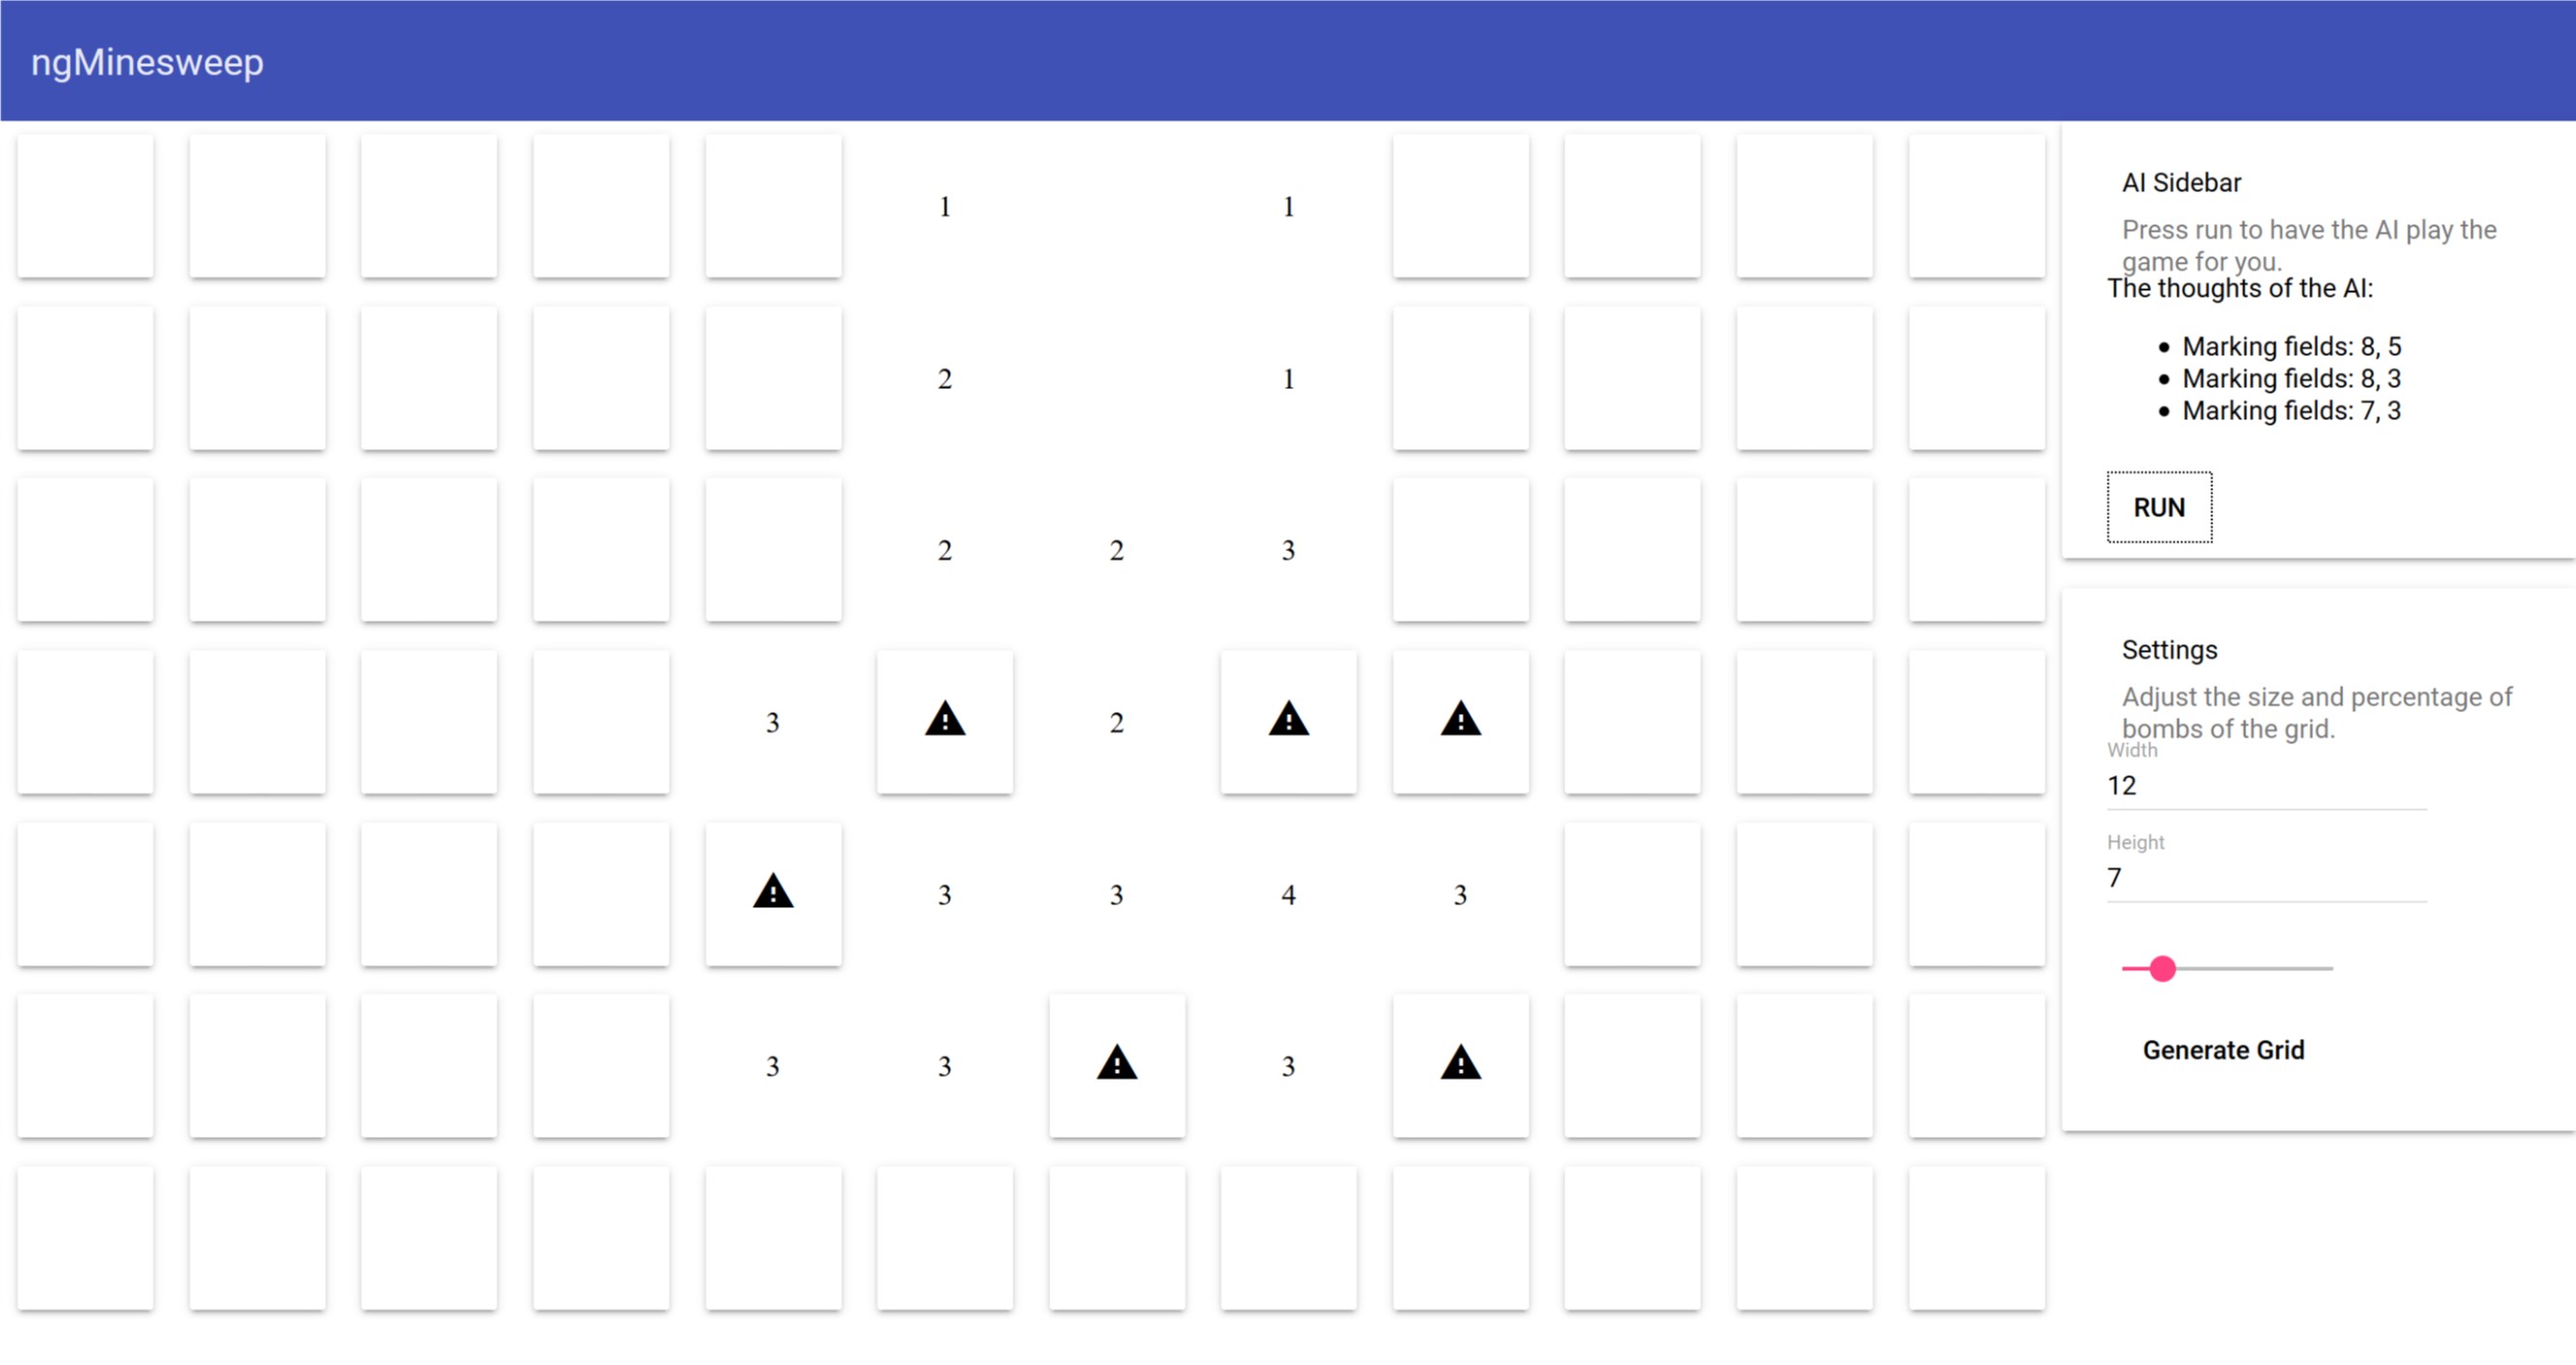 ngMinesweep
1 1
2 1
2 2 3
3 2
3 3 4 3
3 3 3
AI Sidebar
Press run to have the AI play the
game for you.
The thoughts of the AI:
• Marking fields: 8, 5
• Marking fields: 8, 3
• Marking fields: 7, 3
RUN
Settings
Adjust the size and percentage of
bombs of the grid.
Width
12
Height
7
Generate Grid